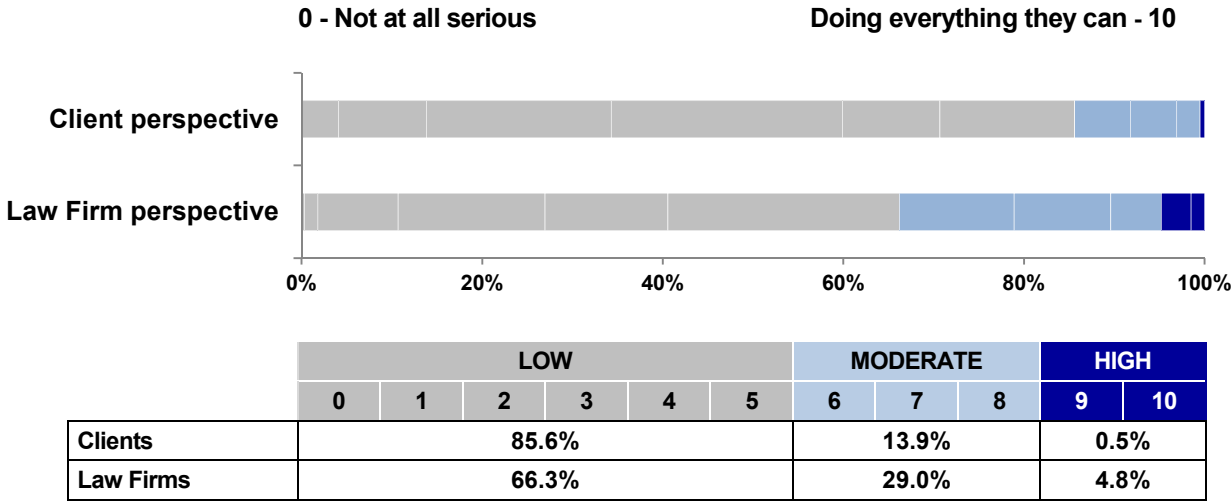 0 - Not at all serious Doing everything they can - 10
Client perspective
Law Firm perspective
0% 20% 40% 60% 80% 100%
LOW MODERATE HIGH
0 1 2 3 4 5 6 7 8 9 10
Clients 85.6% 13.9% 0.5%
Law Firms 66.3% 29.0% 4.8%